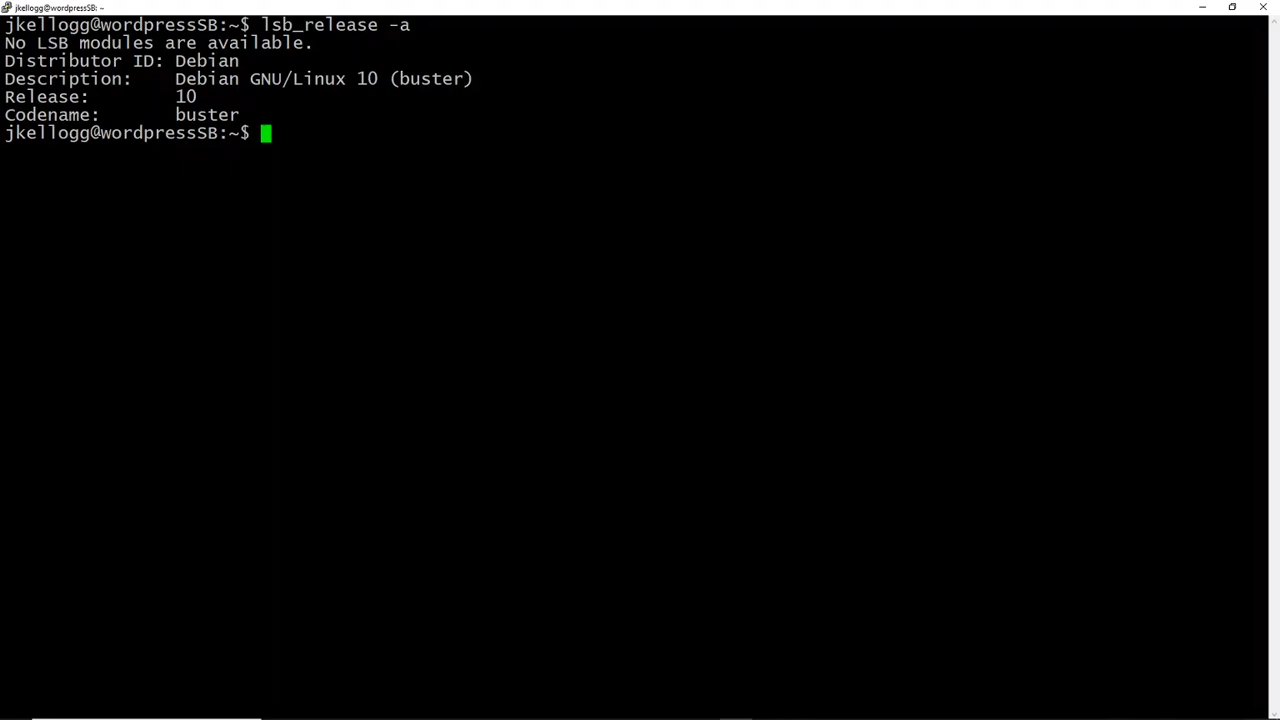 jkellogg@wordpressSB: ~
jkellogg@wordpressSB:~$ lsb_release -a
No LSB modules are available.
Distributor ID: Debian
Description:    Debian GNU/Linux 10 (buster)
Release:        10
Codename:       buster
jkellogg@wordpressSB:~$